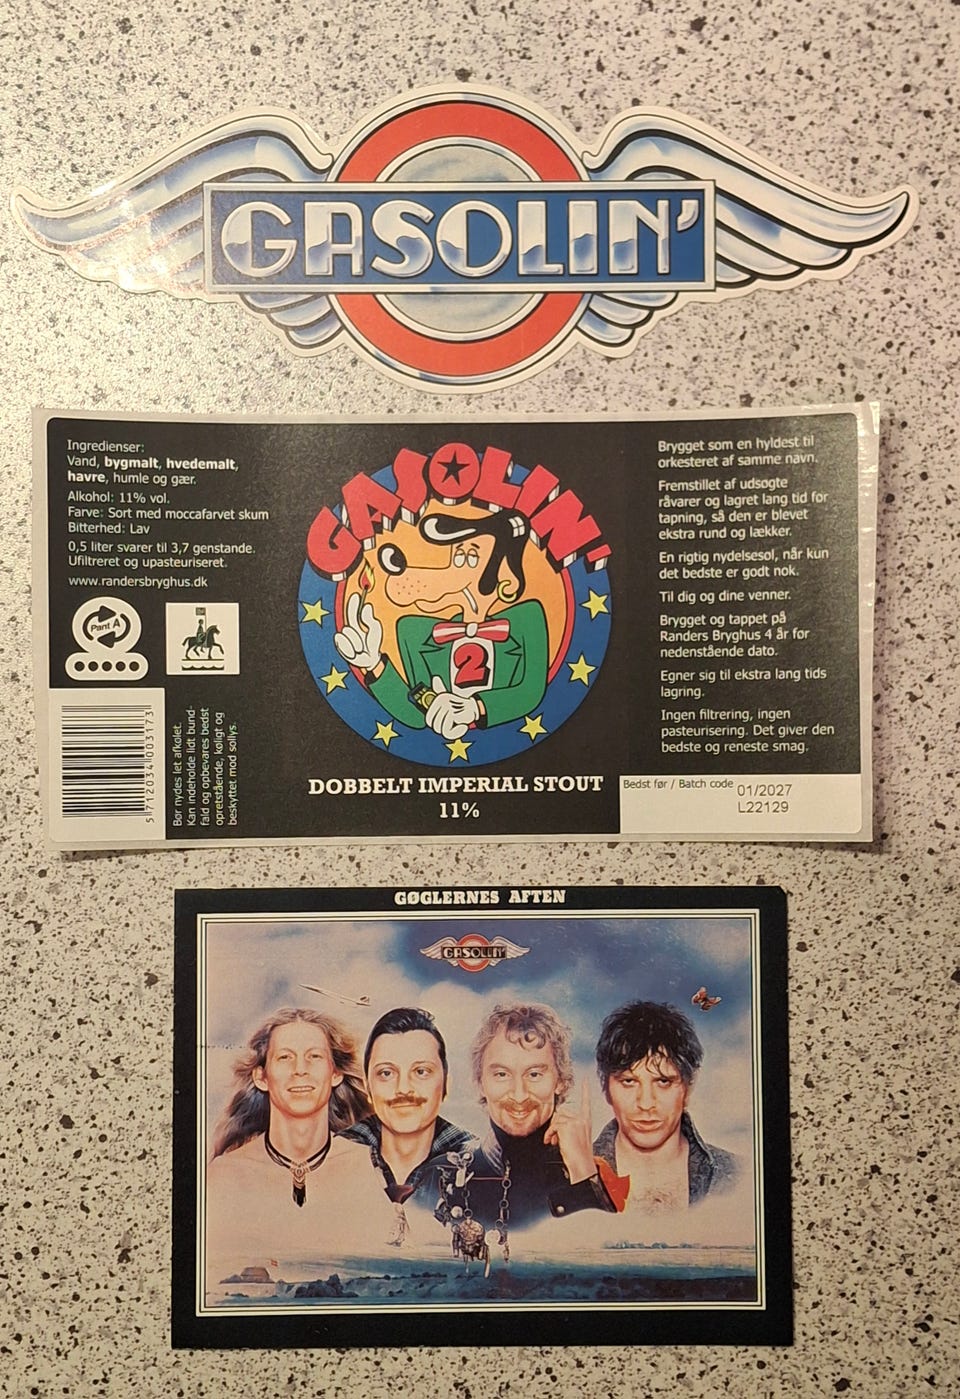 GASOLIN'
Ingredienser:
Vand, bygmalt, hvedemalt,
havre, humle og gær.
Alkohol: 11% vol.
Farve: Sort med moccafarvet skum
Bitterhed: Lav
0,5 liter svarer til 3,7 genstande.
Ufiltreret og upasteuriseret.
www.randersbryghus.dk
Pant A
5712034003173
Bør nydes let afkølet.
Kan indeholde lidt bund-
fald og opbevares bedst
opretstående, køligt og
beskyttet mod sollys.
GASOLIN'
2
DOBBELT IMPERIAL STOUT
11%
Brygget som en hyldest til
orkesteret af samme navn.
Fremstillet af udsøgte
råvarer og lagret lang tid før
tapning, så den er blevet
ekstra rund og lækker.
En rigtig nydelsesøl, når kun
det bedste er godt nok.
Til dig og dine venner.
Brygget og tappet på
Randers Bryghus 4 år før
nedenstående dato.
Egner sig til ekstra lang tids
lagring.
Ingen filtrering, ingen
pasteurisering. Det giver den
bedste og reneste smag.
Bedst før / Batch code
01/2027
L22129
GØGLERNES AFTEN
GASOLIN'